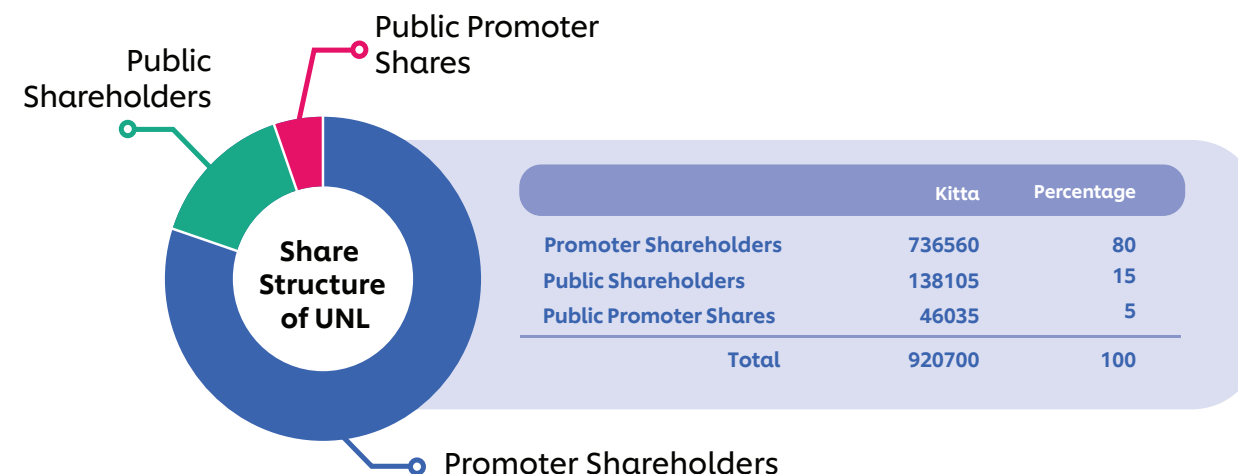 Public Promoter
Shares
Public
Shareholders
Share
Structure
of UNL
Kitta Percentage
Promoter Shareholders 736560 80
Public Shareholders 138105 15
Public Promoter Shares 46035 5
Total 920700 100
Promoter Shareholders